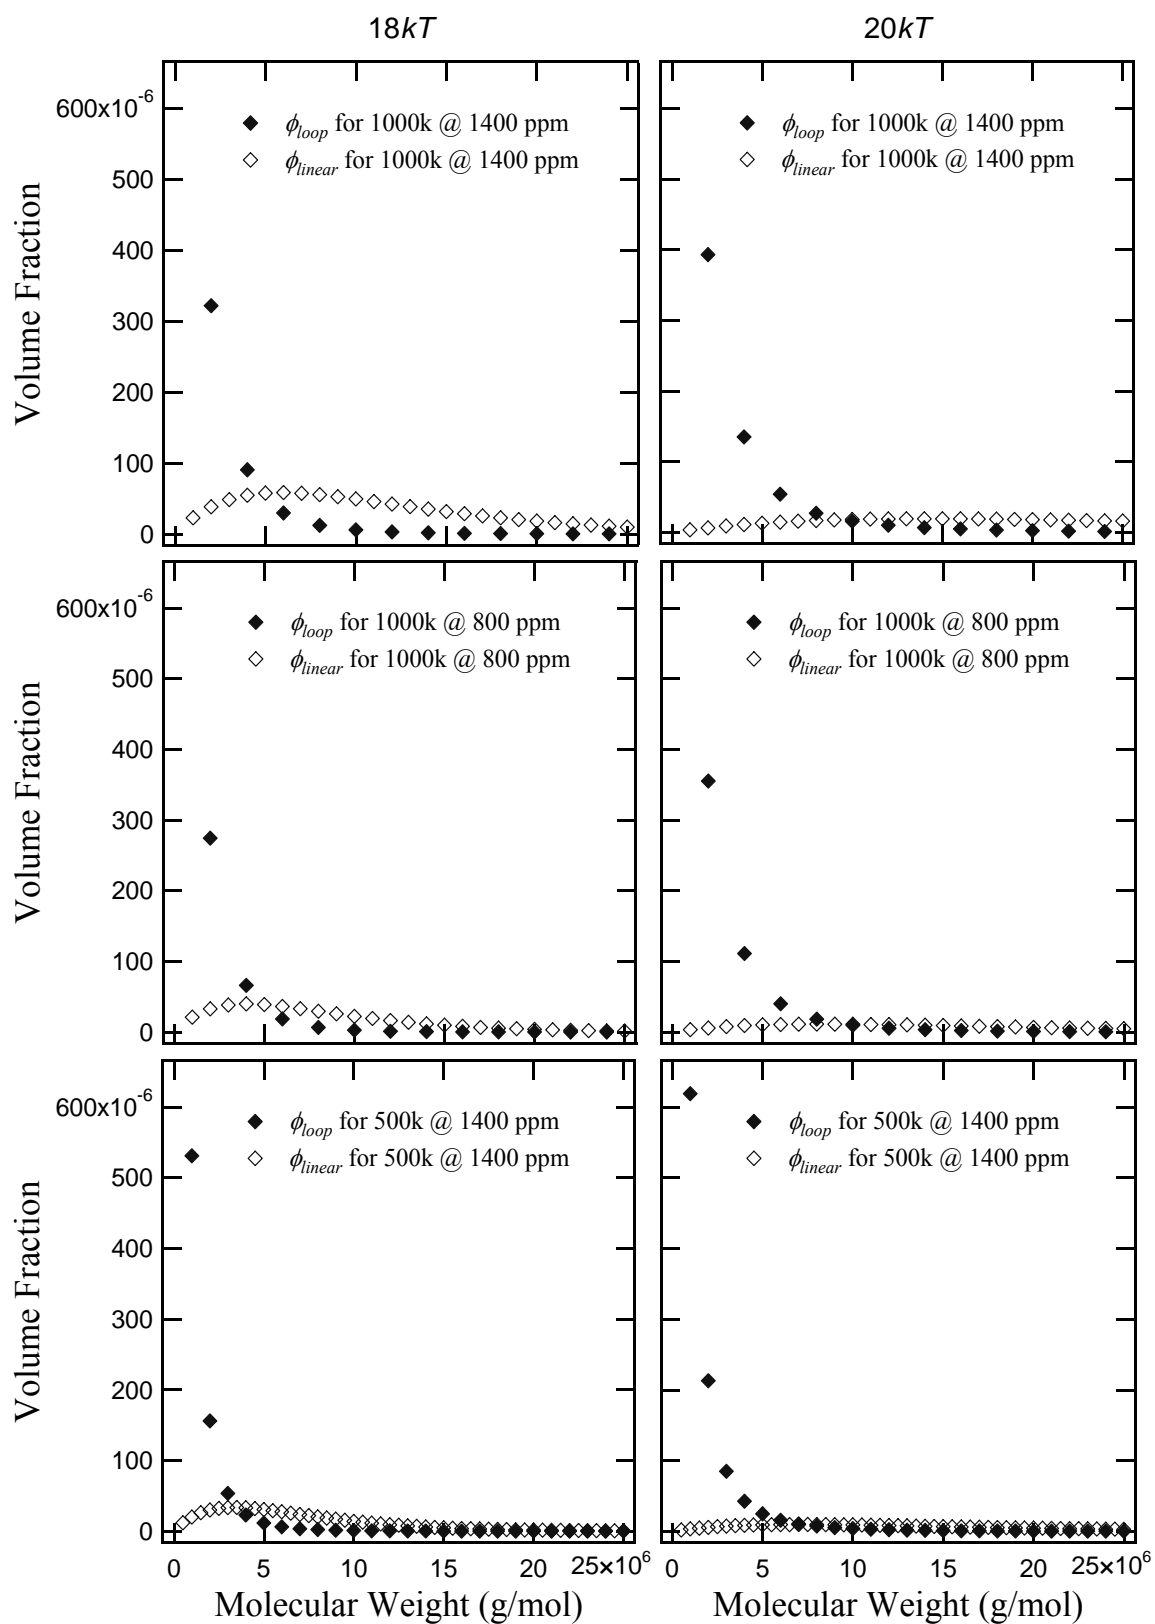 18kT
20kT
Volume Fraction
600x10-6
500
400
300
200
100
0
ϕloop for 1000k @ 1400 ppm
ϕlinear for 1000k @ 1400 ppm
ϕloop for 1000k @ 1400 ppm
ϕlinear for 1000k @ 1400 ppm
Volume Fraction
600x10-6
500
400
300
200
100
0
ϕloop for 1000k @ 800 ppm
ϕlinear for 1000k @ 800 ppm
ϕloop for 1000k @ 800 ppm
ϕlinear for 1000k @ 800 ppm
Volume Fraction
600x10-6
500
400
300
200
100
0
ϕloop for 500k @ 1400 ppm
ϕlinear for 500k @ 1400 ppm
ϕloop for 500k @ 1400 ppm
ϕlinear for 500k @ 1400 ppm
0 5 10 15 20 25×106
0 5 10 15 20 25×106
Molecular Weight (g/mol)
Molecular Weight (g/mol)